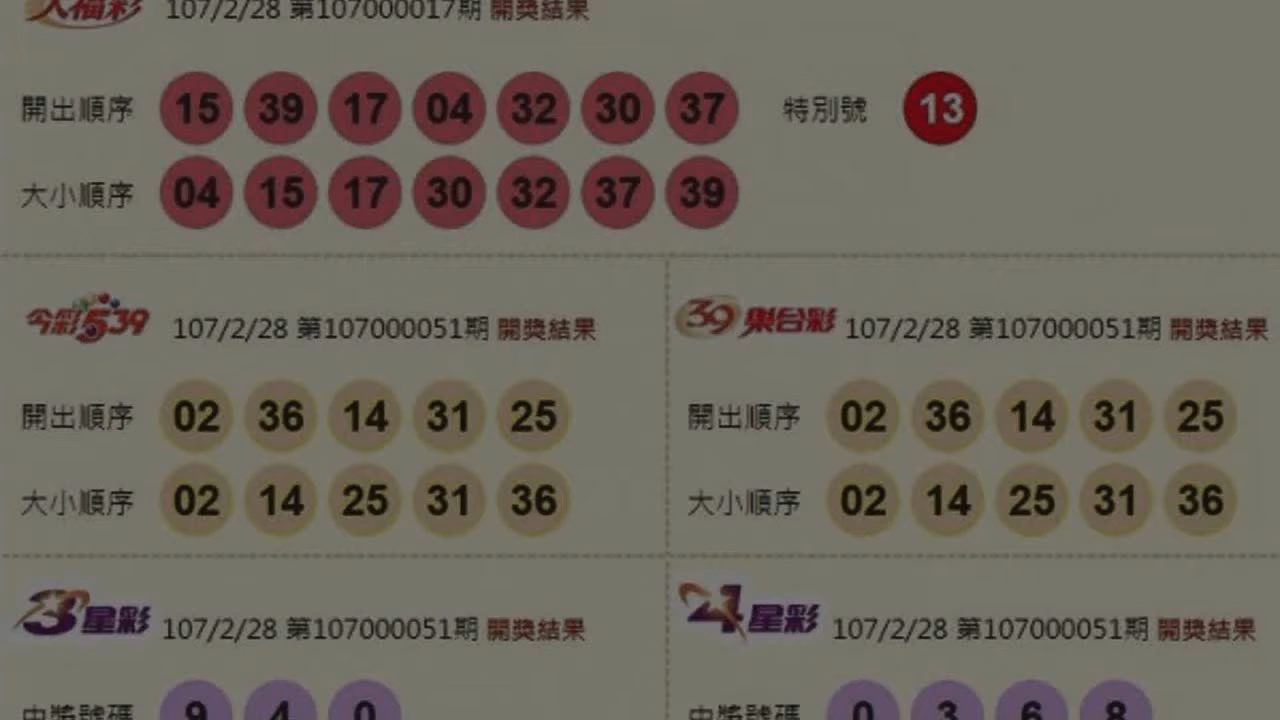 大福彩 107/2/28 第107000017期 開獎結果
開出順序 15 39 17 04 32 30 37 特別號 13
大小順序 04 15 17 30 32 37 39
今彩539 107/2/28 第107000051期 開獎結果
開出順序 02 36 14 31 25
大小順序 02 14 25 31 36
39樂合彩 107/2/28 第107000051期 開獎結果
開出順序 02 36 14 31 25
大小順序 02 14 25 31 36
3星彩 107/2/28 第107000051期 開獎結果
中獎號碼 9 4 0
4星彩 107/2/28 第107000051期 開獎結果
中獎號碼 0 3 6 8